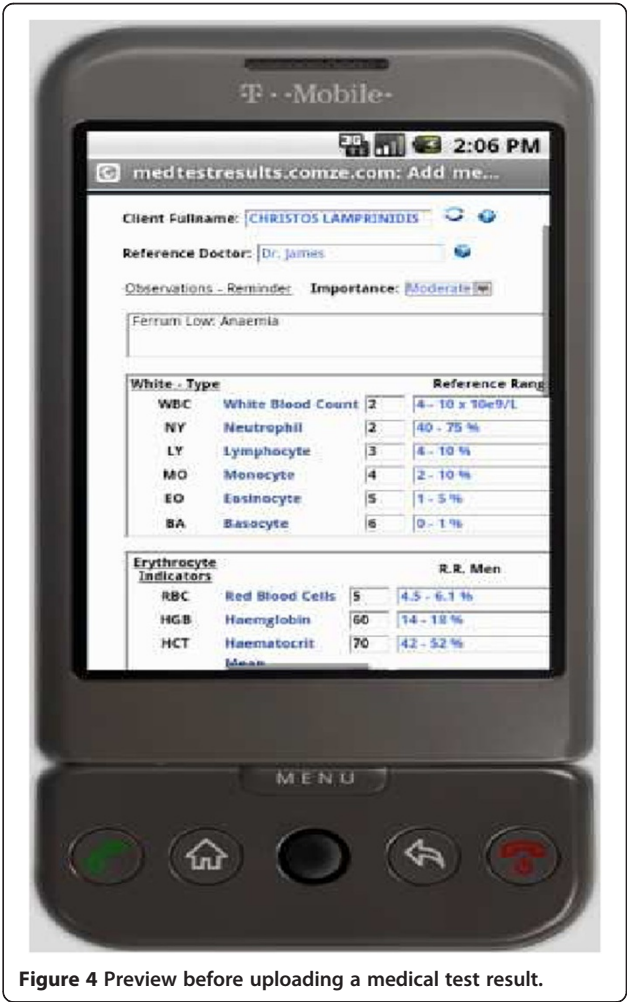 T··Mobile·
3G
2:06 PM
medtestresults.comze.com: Add me...
Client Fullname: CHRISTOS LAMPRINIDIS
Reference Doctor: Dr. James
Observations - Reminder Importance: Moderate
Ferrum Low: Anaemia
White - Type Reference Rang
WBC White Blood Count 2 4 - 10 x 10e9/L
NY Neutrophil 2 40 - 75 %
LY Lymphocyte 3 4 - 10 %
MO Monocyte 4 2 - 10 %
EO Eosinocyte 5 1 - 5 %
BA Basocyte 6 0 - 1 %
Erythrocyte R.R. Men
Indicators
RBC Red Blood Cells 5 4.5 - 6.1 %
HGB Haemglobin 60 14 - 18 %
HCT Haematocrit 70 42 - 52 %
Mean
MENU
Figure 4 Preview before uploading a medical test result.